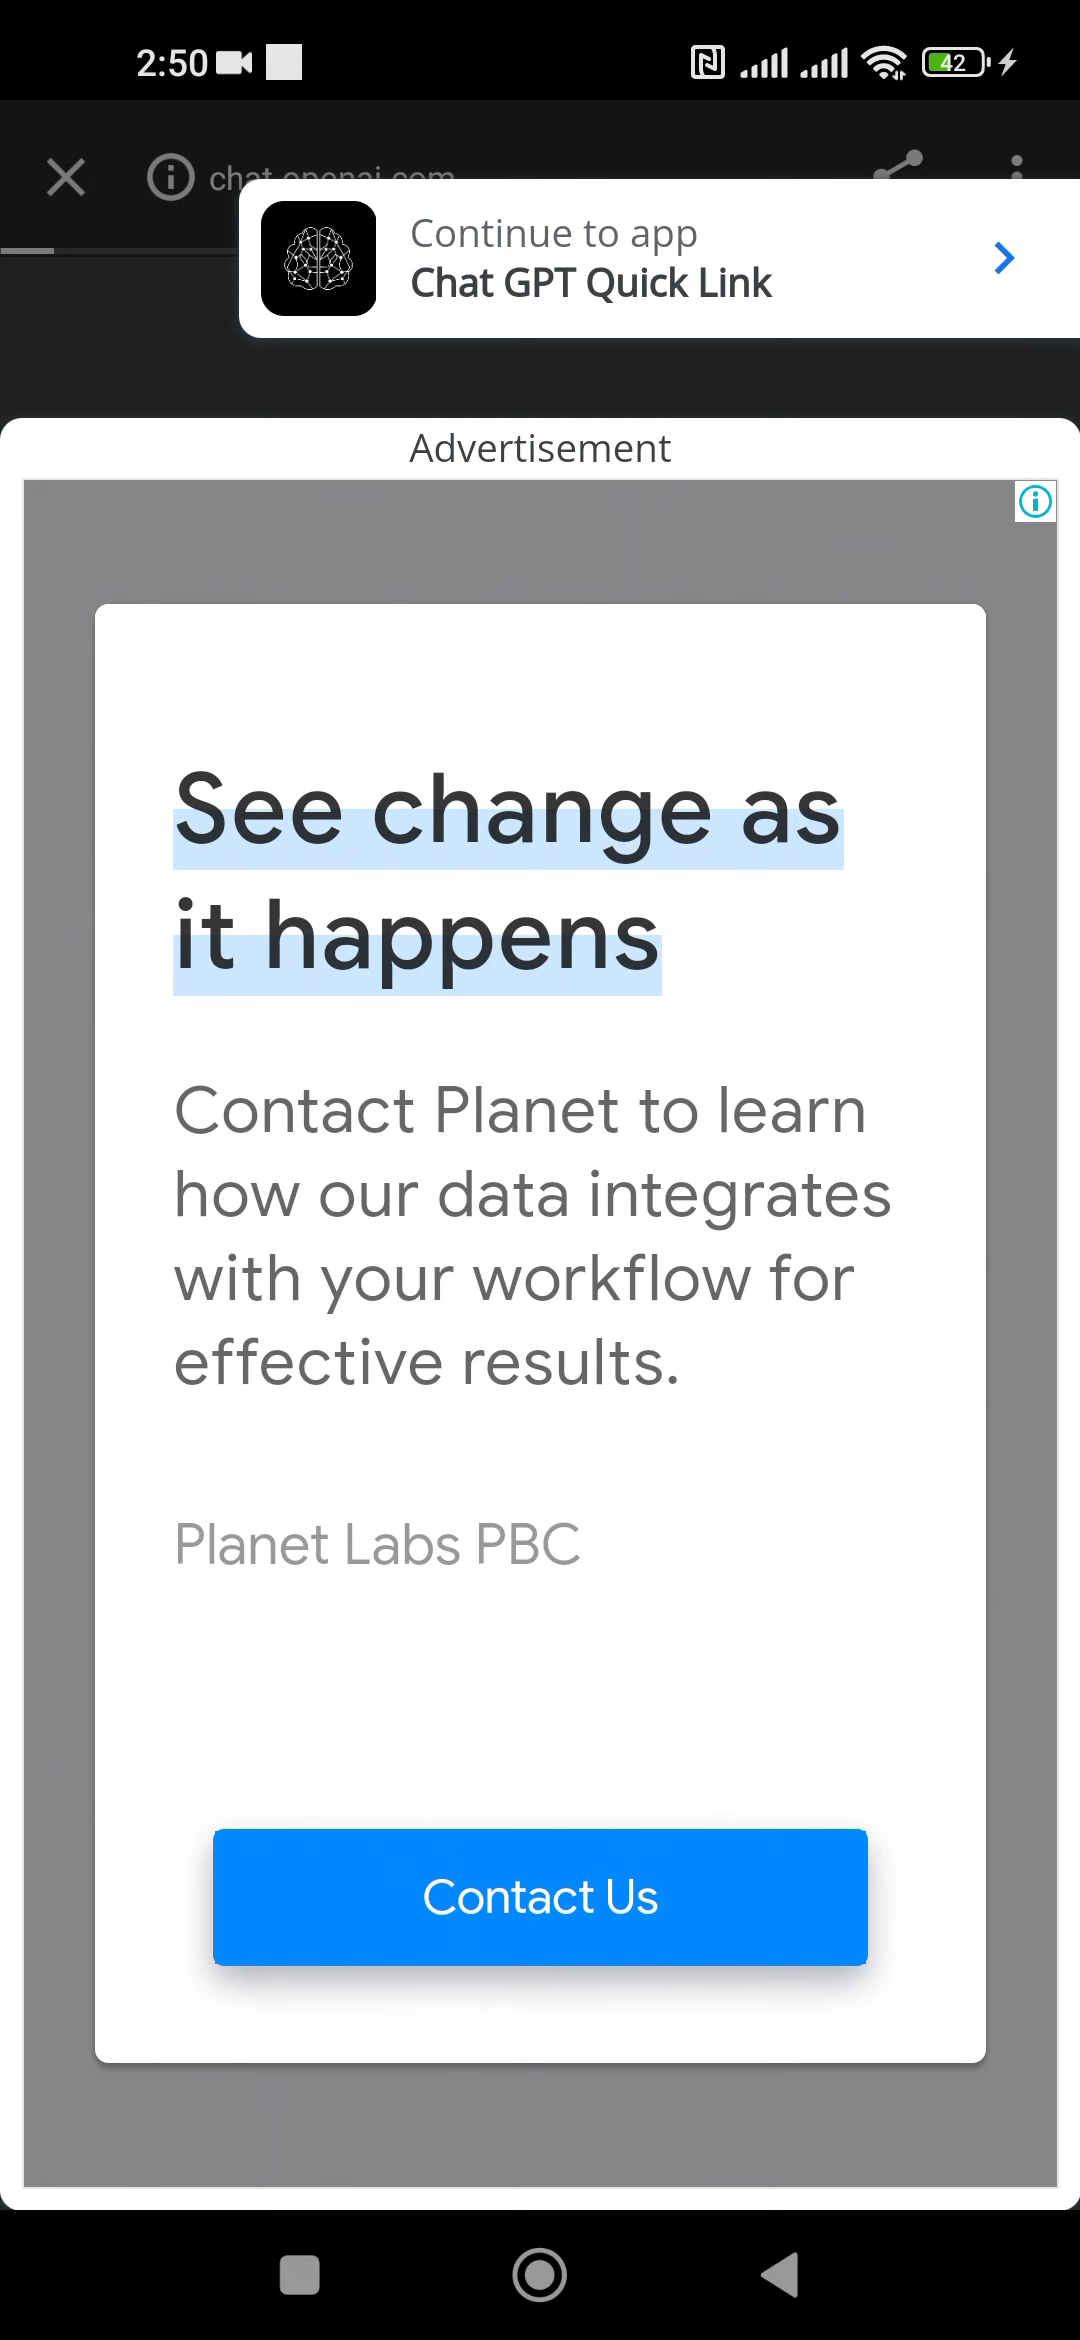 2:50
42
chat.openai.com
Continue to app
Chat GPT Quick Link
Advertisement
See change as
it happens
Contact Planet to learn
how our data integrates
with your workflow for
effective results.
Planet Labs PBC
Contact Us